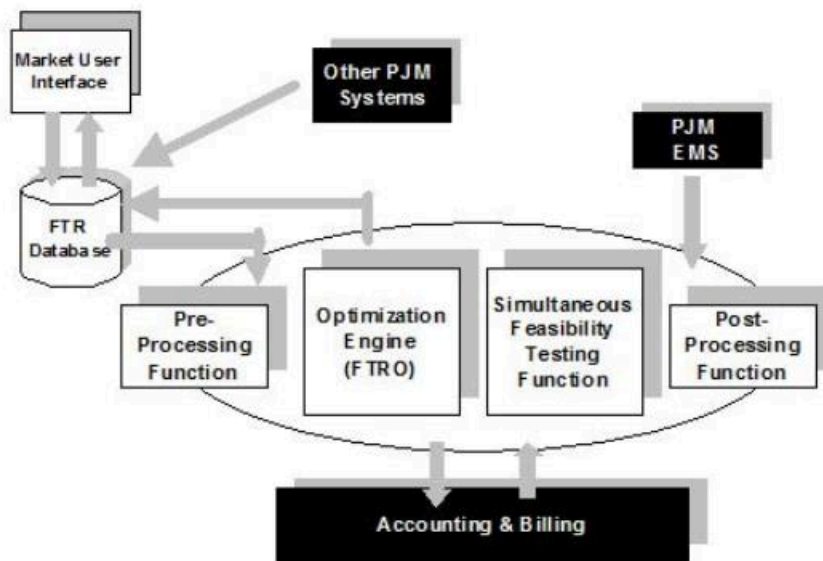 Market User
Interface
Other PJM
Systems
PJM
EMS
FTR
Database
Pre-
Processing
Function
Optimization
Engine
(FTRO)
Simultaneous
Feasibility
Testing
Function
Post-
Processing
Function
Accounting & Billing